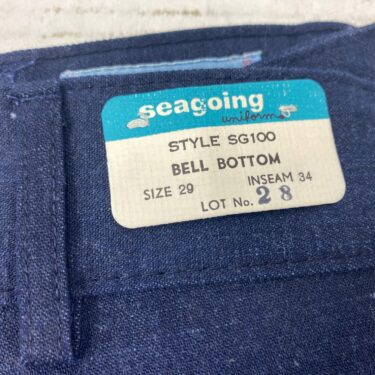 seagoing
uniforms
STYLE SG100
BELL BOTTOM
SIZE 29 INSEAM 34
LOT No. 28